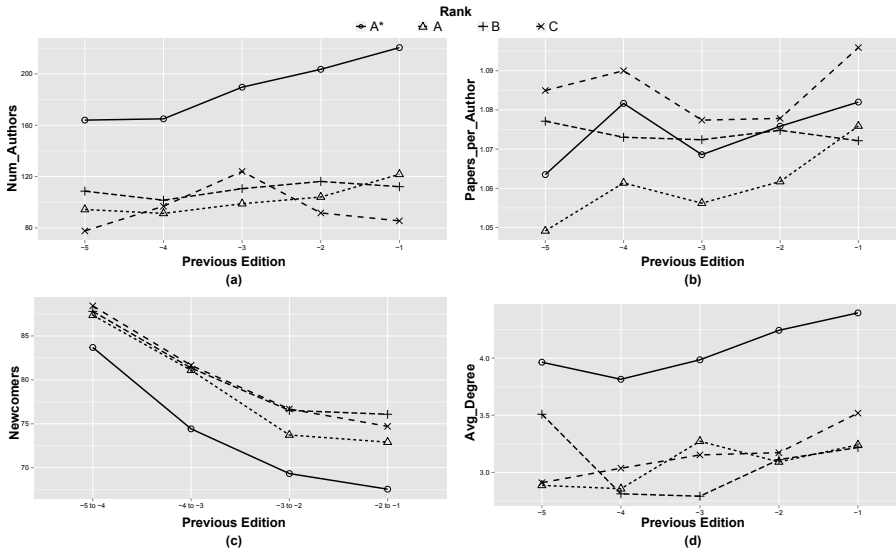 Rank
A* A B C
Num_Authors
200
160
120
80
−5 −4 −3 −2 −1
Previous Edition
(a)
Papers_per_Author
1.09
1.08
1.07
1.06
1.05
−5 −4 −3 −2 −1
Previous Edition
(b)
Newcomers
85
80
75
70
−5 to −4 −4 to −3 −3 to −2 −2 to −1
Previous Edition
(c)
Avg_Degree
4.0
3.5
3.0
−5 −4 −3 −2 −1
Previous Edition
(d)